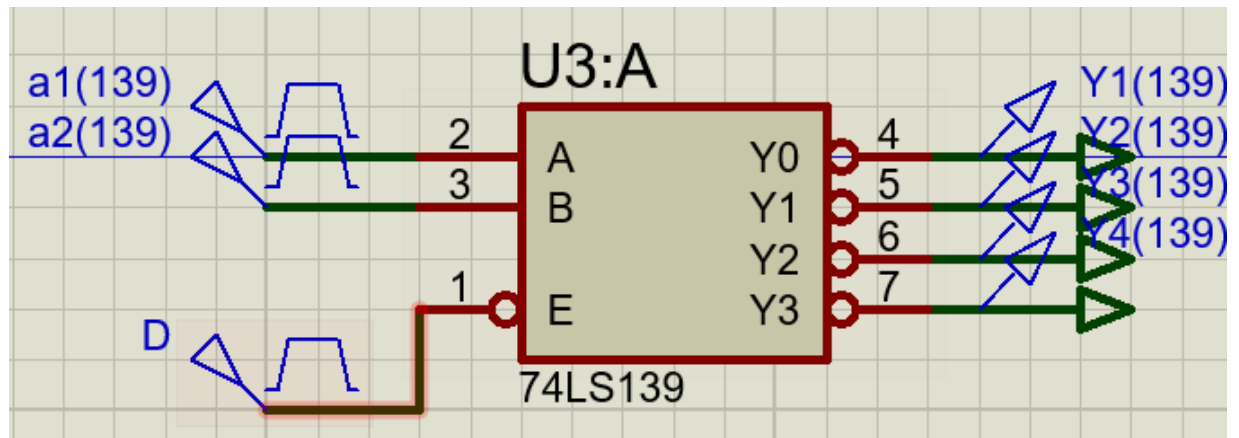 U3:A
a1(139)
a2(139)
2
3
1
A
B
E
Y0
Y1
Y2
Y3
4
5
6
7
Y1(139)
Y2(139)
Y3(139)
Y4(139)
D
74LS139